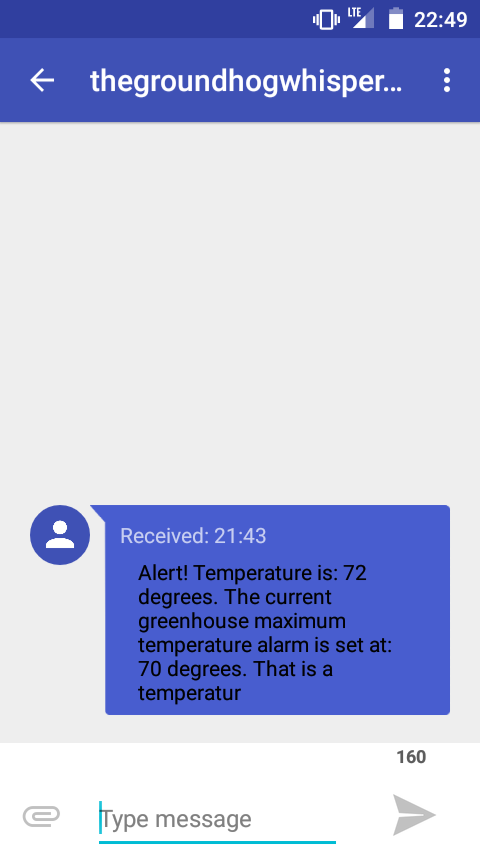 LTE 22:49
thegroundhogwhisper...
Received: 21:43
Alert! Temperature is: 72
degrees. The current
greenhouse maximum
temperature alarm is set at:
70 degrees. That is a
temperatur
160
Type message